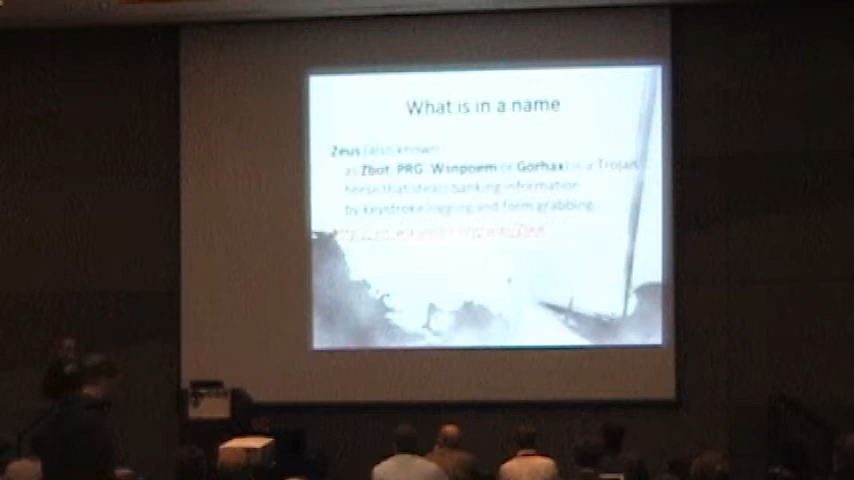 What is in a name
Zeus (also known
as Zbot, PRG, Wsnpoem or Gorhax) is a Trojan
horse that steals banking information
by keystroke logging and form grabbing.